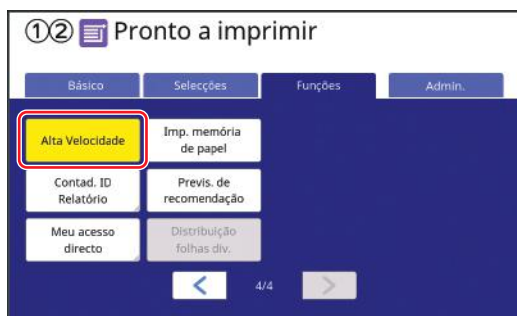 ①② Pronto a imprimir
Básico Selecções Funções Admin.
Alta Velocidade
Imp. memória
de papel
Contad. ID
Relatório
Previs. de
recomendação
Meu acesso
directo
Distribuição
folhas div.
< 4/4 >